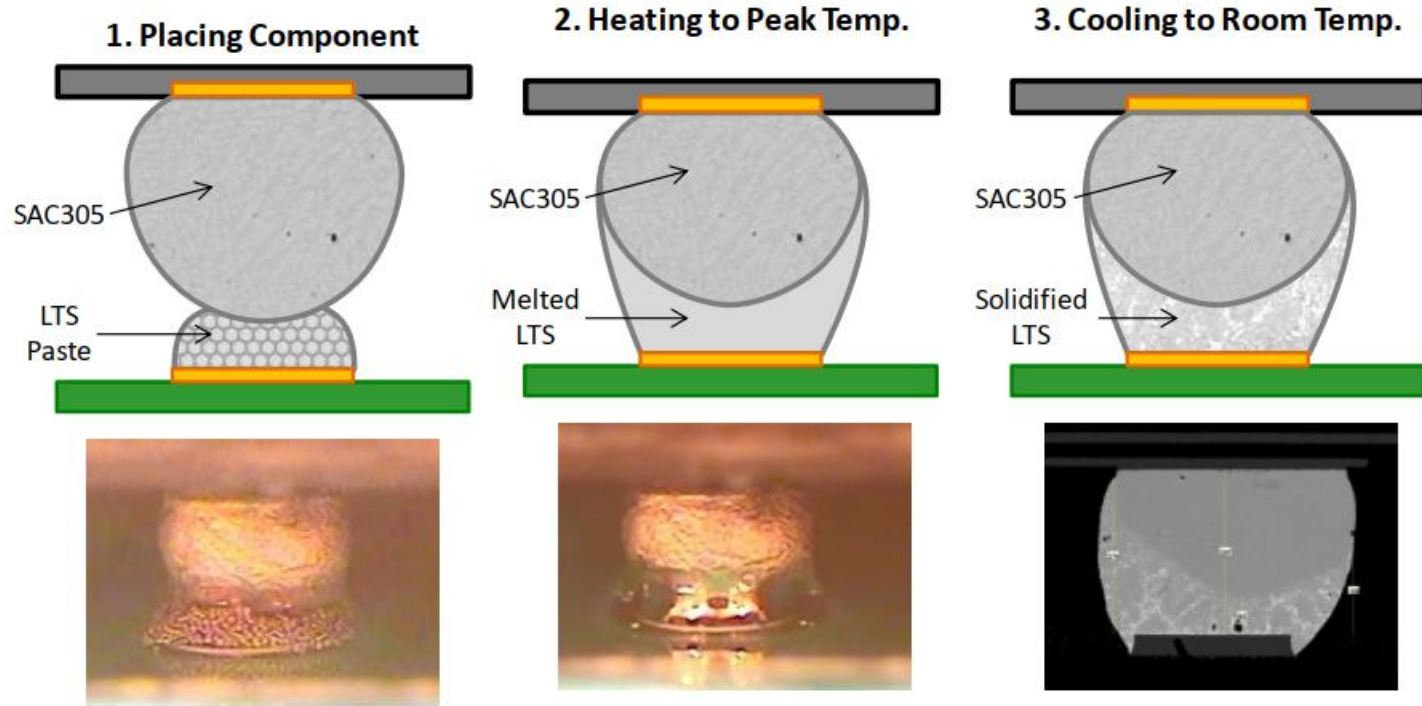 1. Placing Component
SAC305
LTS
Paste
2. Heating to Peak Temp.
SAC305
Melted
LTS
3. Cooling to Room Temp.
SAC305
Solidified
LTS